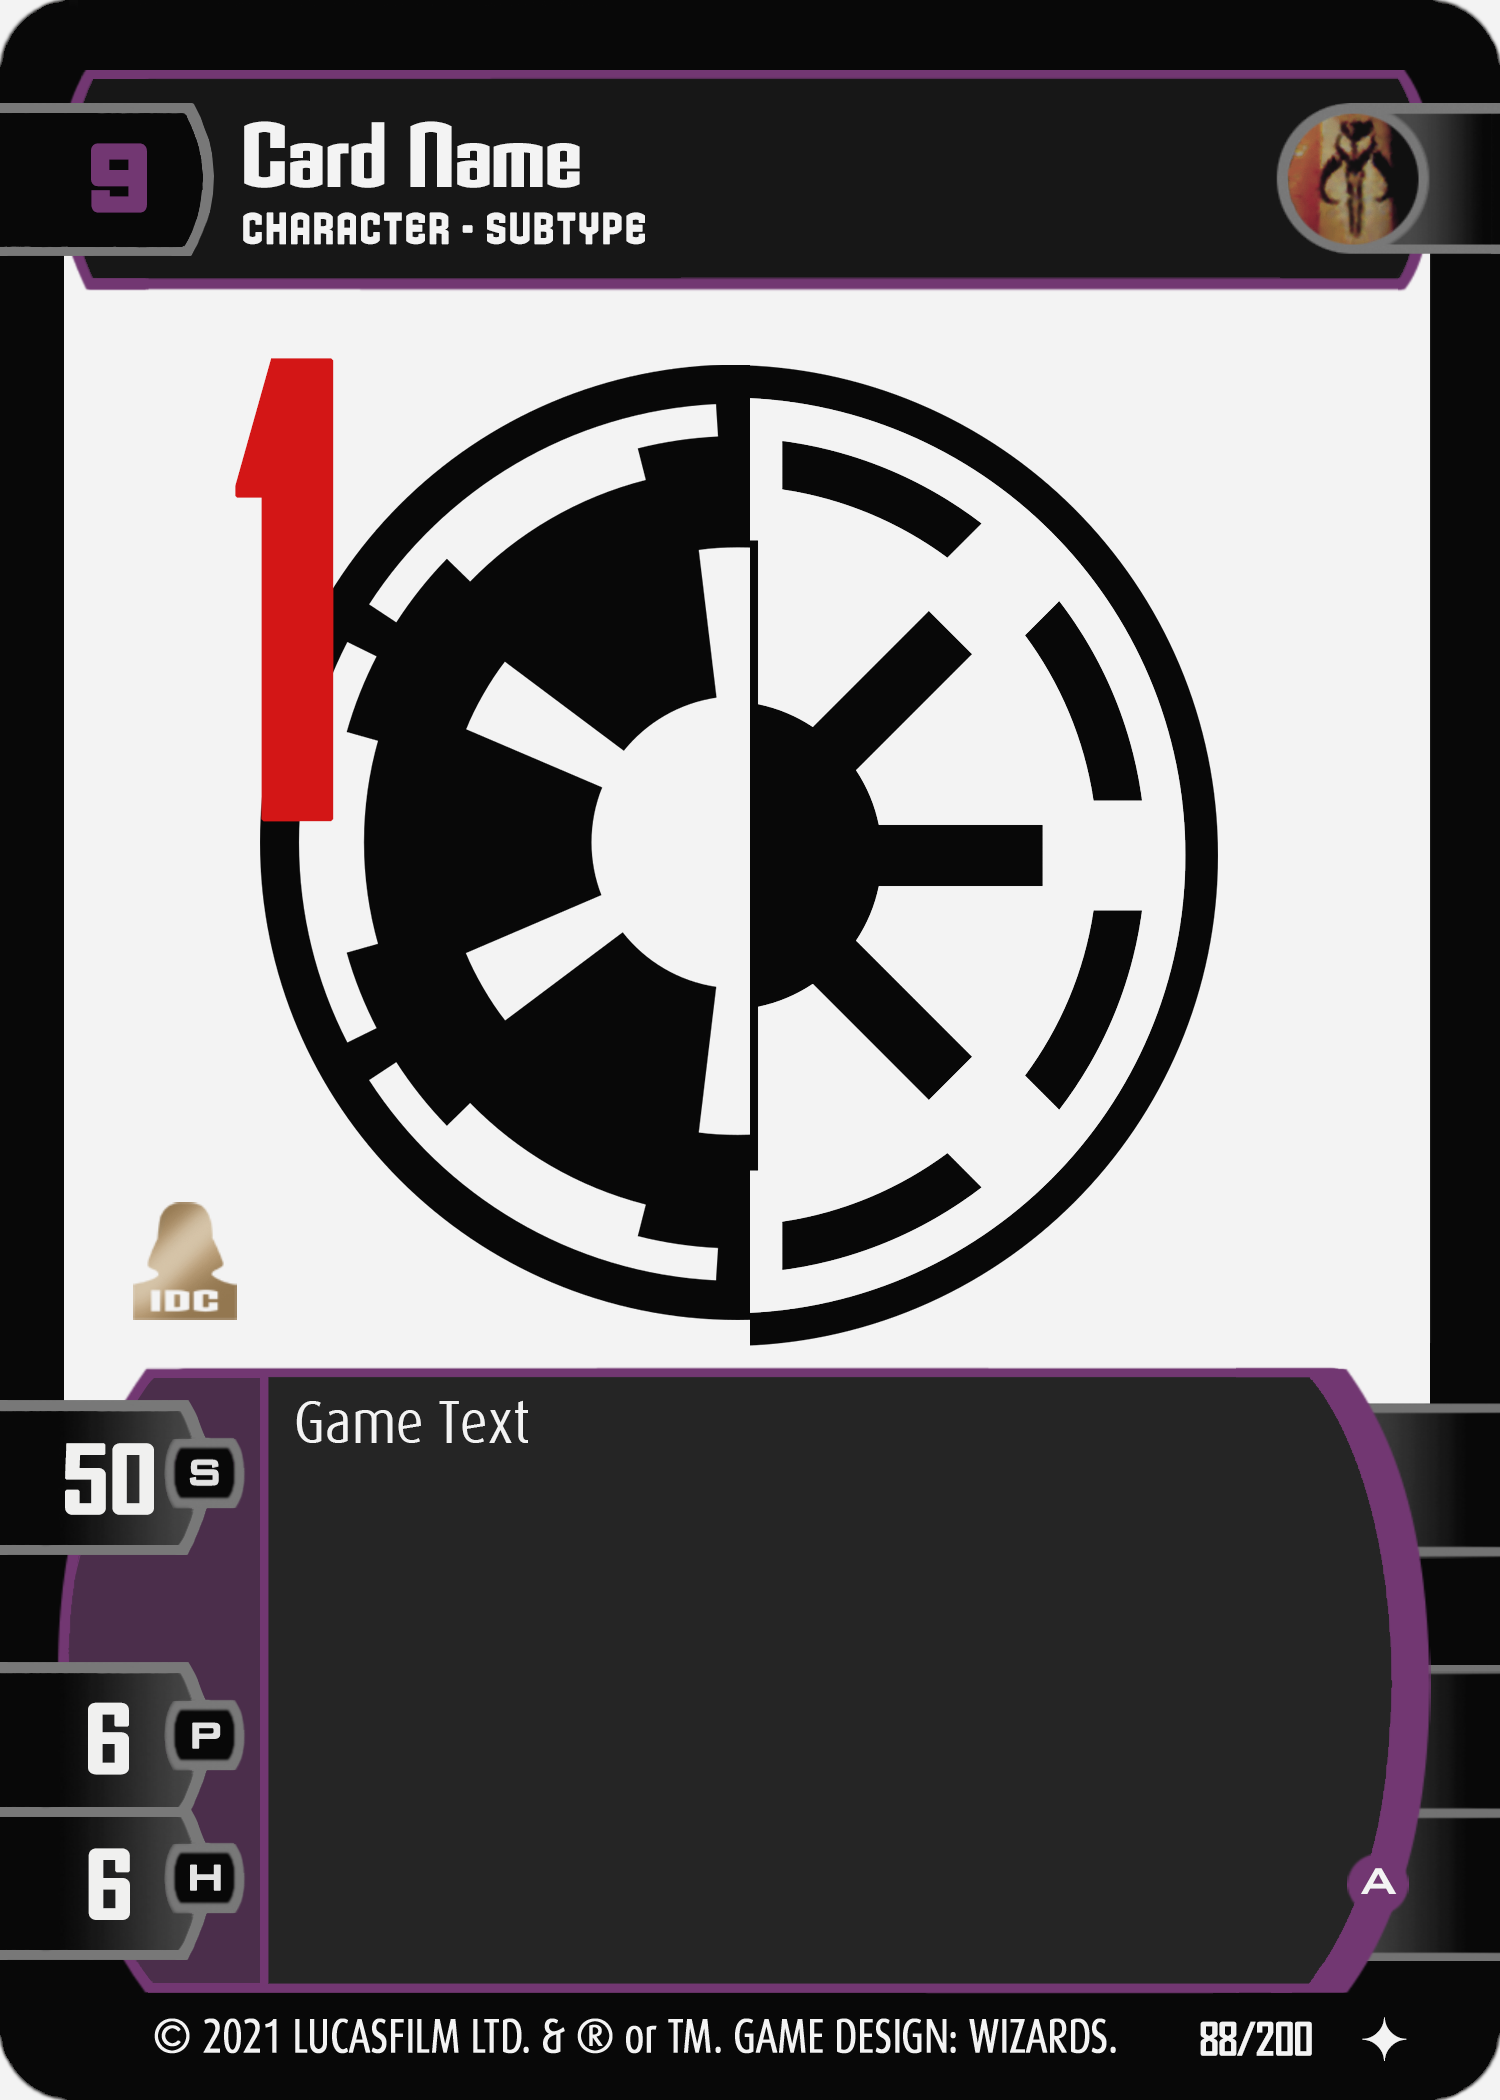 9
Card Name
CHARACTER - SUBTYPE
1
IDC
Game Text
50 S
6 P
6 H
A
© 2021 LUCASFILM LTD. & ® or TM. GAME DESIGN: WIZARDS.
88/200